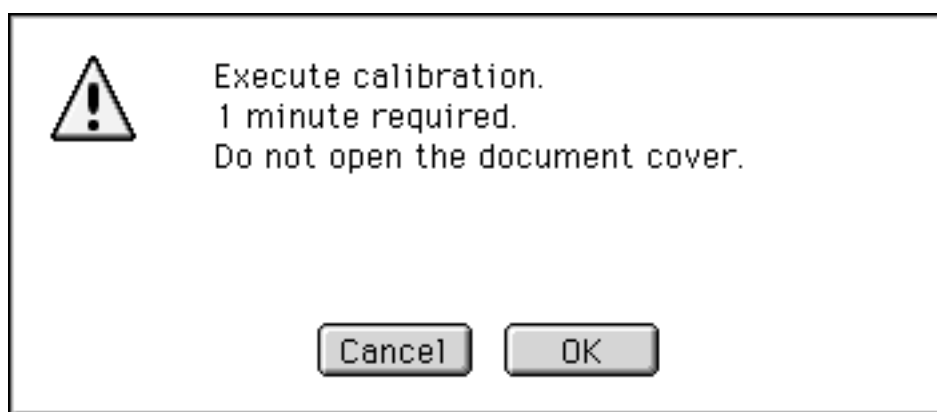 Execute calibration.
1 minute required.
Do not open the document cover.
Cancel OK